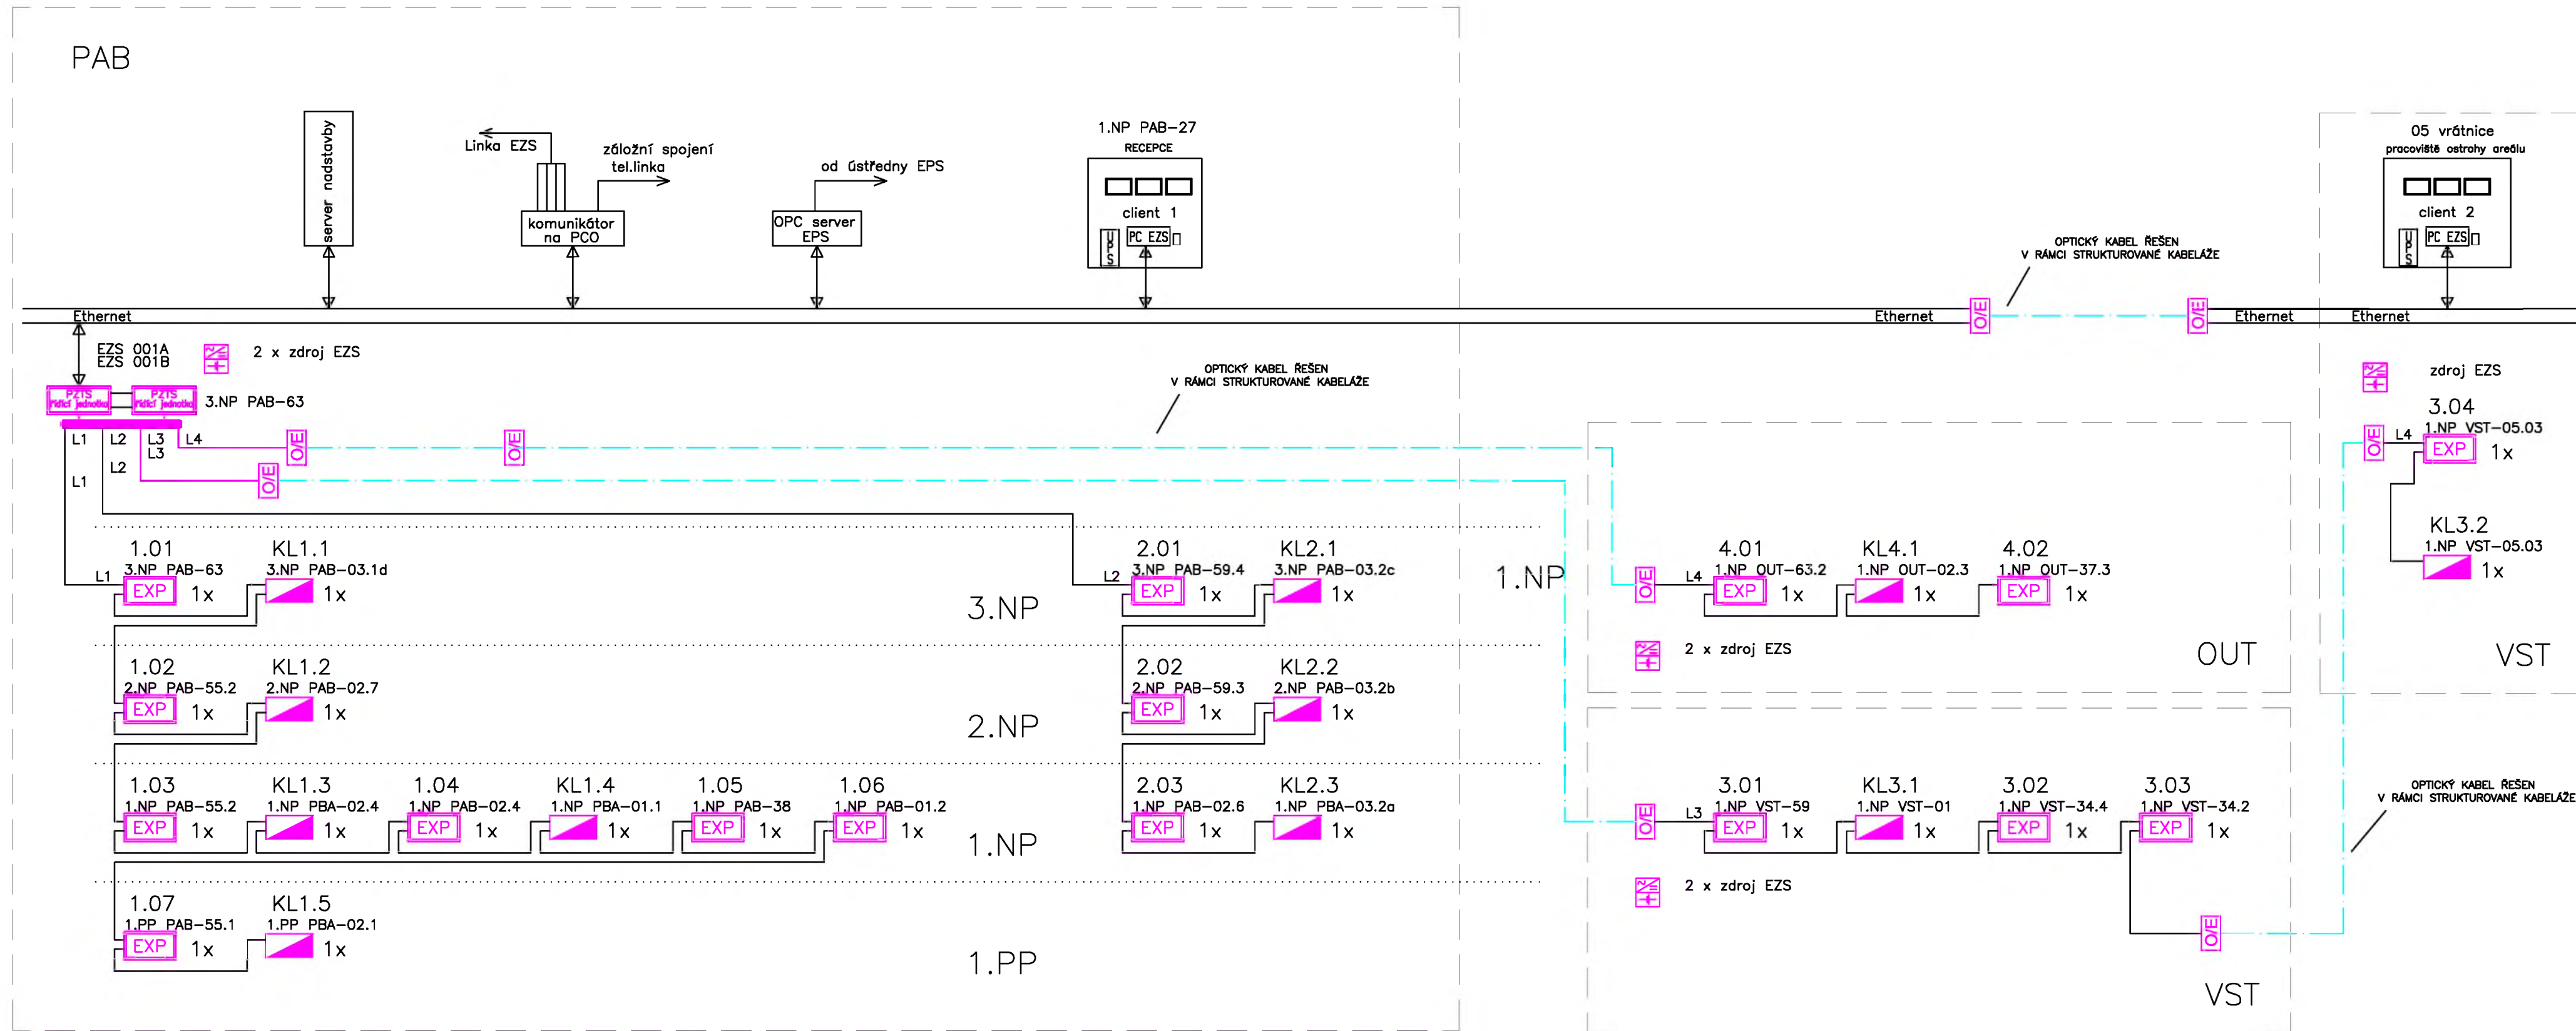 PAB
server nadstavby
Linka EZS
záložní spojení
tel.linka
komunikátor
na PCO
od ústředny EPS
OPC server
EPS
1.NP PAB-27
RECEPCE
client 1
UPS
PC EZS
OPTICKÝ KABEL ŘEŠEN
V RÁMCI STRUKTUROVANÉ KABELÁŽE
05 vrátnice
pracoviště ostrahy areálu
client 2
UPS
PC EZS
Ethernet
Ethernet
O/E
O/E
Ethernet
Ethernet
EZS 001A
EZS 001B
2 x zdroj EZS
PZTS
řídící jednotka
PZTS
řídící jednotka
3.NP PAB-63
L1
L2
L3
L4
L3
L2
L1
O/E
O/E
O/E
OPTICKÝ KABEL ŘEŠEN
V RÁMCI STRUKTUROVANÉ KABELÁŽE
zdroj EZS
3.04
1.NP VST-05.03
O/E
L4
EXP
1x
KL3.2
1.NP VST-05.03
1x
VST
1.01
3.NP PAB-63
L1
EXP
1x
KL1.1
3.NP PAB-03.1d
1x
3.NP
2.01
3.NP PAB-59.4
L2
EXP
1x
KL2.1
3.NP PAB-03.2c
1x
1.NP
O/E
L4
4.01
1.NP OUT-63.2
EXP
1x
KL4.1
1.NP OUT-02.3
1x
4.02
1.NP OUT-37.3
EXP
1x
2 x zdroj EZS
OUT
1.02
2.NP PAB-55.2
EXP
1x
KL1.2
2.NP PAB-02.7
1x
2.NP
2.02
2.NP PAB-59.3
EXP
1x
KL2.2
2.NP PAB-03.2b
1x
1.03
1.NP PAB-55.2
EXP
1x
KL1.3
1.NP PBA-02.4
1x
1.04
1.NP PAB-02.4
EXP
1x
KL1.4
1.NP PBA-01.1
1x
1.05
1.NP PAB-38
EXP
1x
1.06
1.NP PAB-01.2
EXP
1x
1.NP
2.03
1.NP PAB-02.6
EXP
1x
KL2.3
1.NP PBA-03.2a
1x
O/E
L3
3.01
1.NP VST-59
EXP
1x
KL3.1
1.NP VST-01
1x
3.02
1.NP VST-34.4
EXP
1x
3.03
1.NP VST-34.2
EXP
1x
OPTICKÝ KABEL ŘEŠEN
V RÁMCI STRUKTUROVANÉ KABELÁŽE
2 x zdroj EZS
O/E
VST
1.07
1.PP PAB-55.1
EXP
1x
KL1.5
1.PP PBA-02.1
1x
1.PP